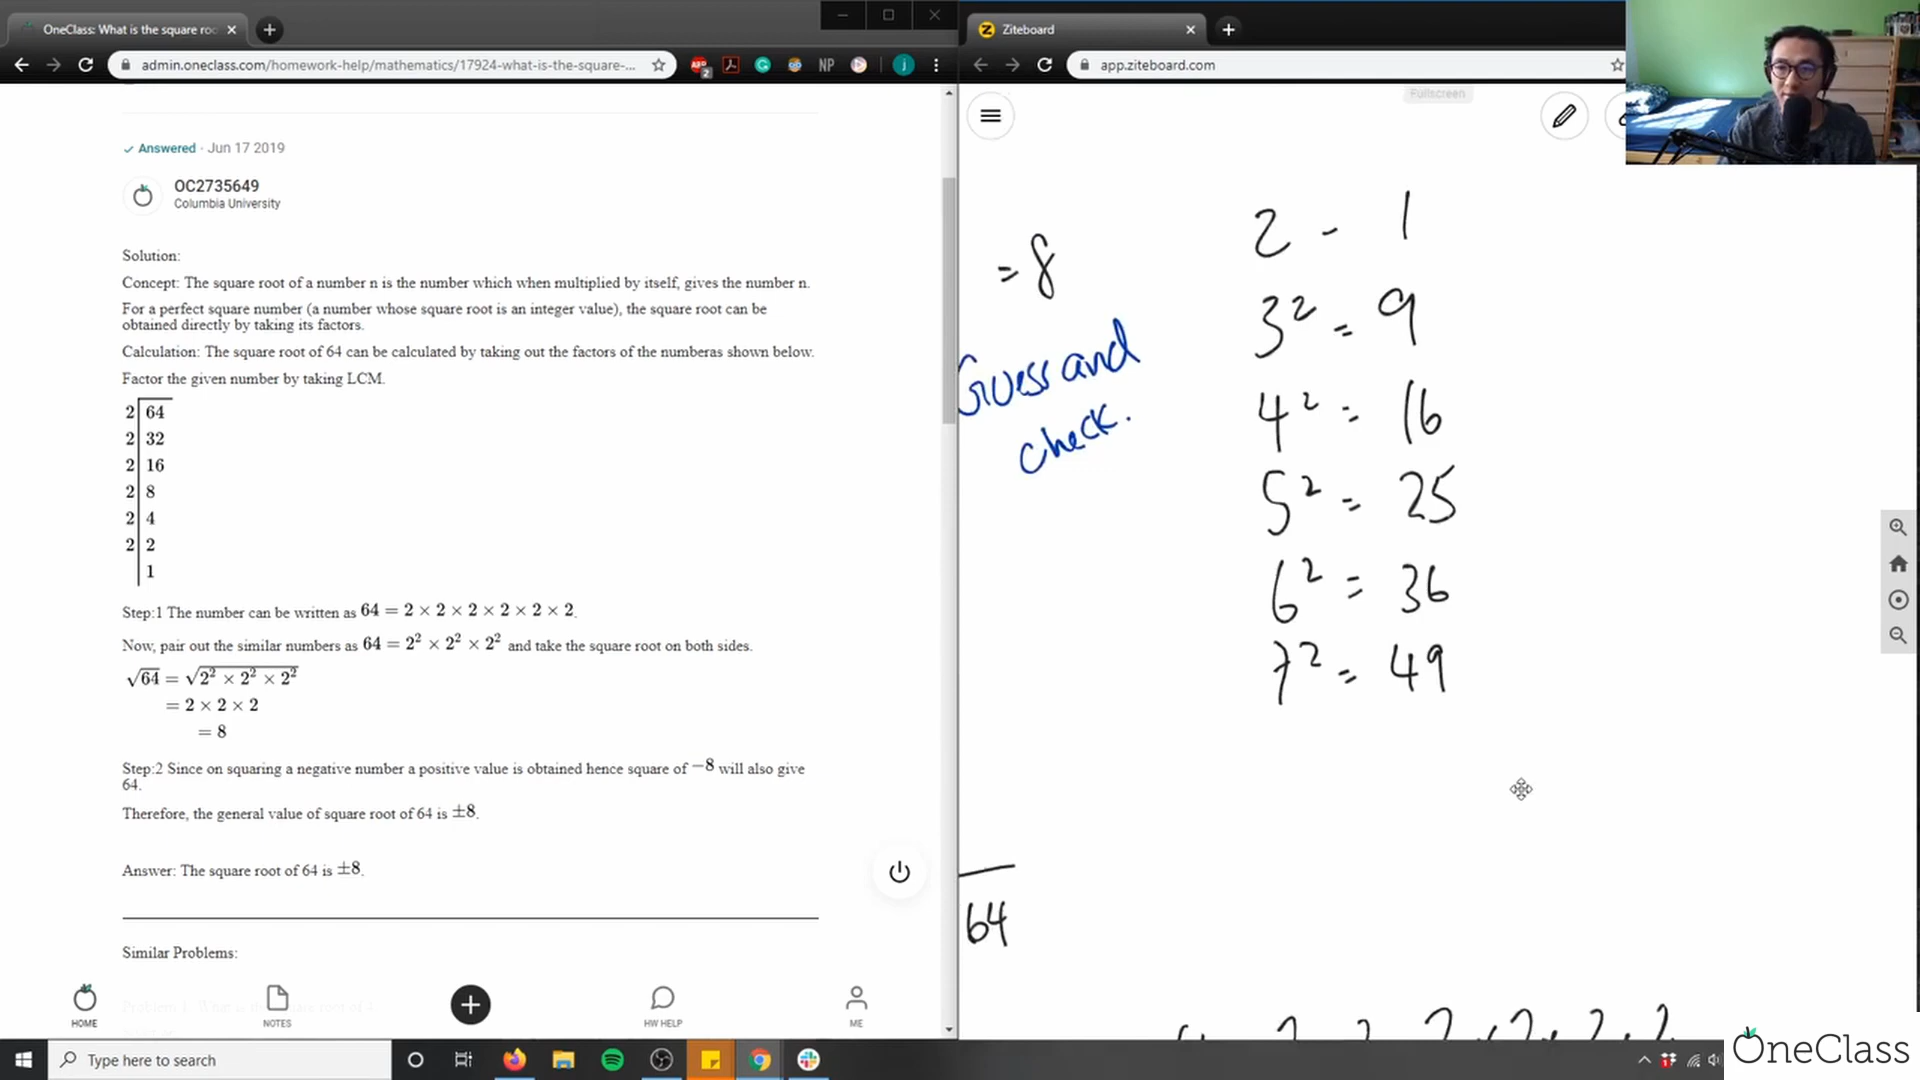 OneClass: What is the square roo
Ziteboard
admin.oneclass.com/homework-help/mathematics/17924-what-is-the-square-...
ABP
2
NP
j
app.ziteboard.com
Fullscreen
Answered · Jun 17 2019
OC2735649
Columbia University
Solution:
Concept: The square root of a number n is the number which when multiplied by itself, gives the number n.
For a perfect square number (a number whose square root is an integer value), the square root can be
obtained directly by taking its factors.
Calculation: The square root of 64 can be calculated by taking out the factors of the numberas shown below.
Factor the given number by taking LCM.
2 64
2 32
2 16
2 8
2 4
2 2
1
Step:1 The number can be written as 64 = 2 × 2 × 2 × 2 × 2 × 2.
Now, pair out the similar numbers as 64 = 2² × 2² × 2² and take the square root on both sides.
√64 = √2² × 2² × 2²
= 2 × 2 × 2
= 8
Step:2 Since on squaring a negative number a positive value is obtained hence square of −8 will also give
64.
Therefore, the general value of square root of 64 is ±8.
Answer: The square root of 64 is ±8.
Similar Problems:
HOME
NOTES
HW HELP
ME
= 8
Guess and
check.
2 - 1
3² = 9
4² = 16
5² = 25
6² = 36
7² = 49
64
Type here to search
OneClass